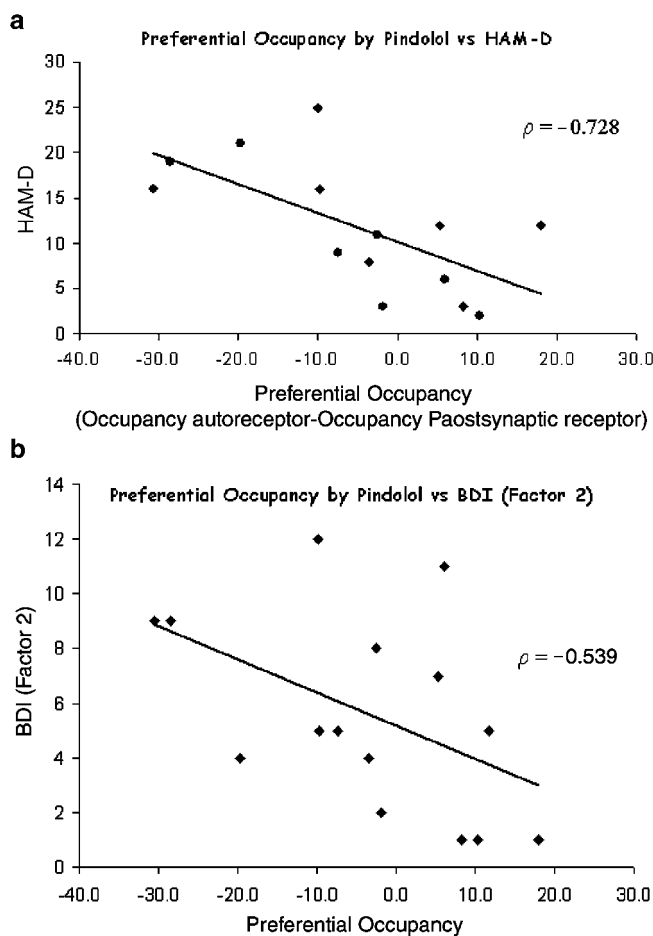 a
Preferential Occupancy by Pindolol vs HAM-D
HAM-D
30
25
20
15
10
5
0
ρ = -0.728
-40.0 -30.0 -20.0 -10.0 0.0 10.0 20.0 30.0
Preferential Occupancy
(Occupancy autoreceptor-Occupancy Paostsynaptic receptor)
b
Preferential Occupancy by Pindolol vs BDI (Factor 2)
BDI (Factor 2)
14
12
10
8
6
4
2
0
ρ = -0.539
-40.0 -30.0 -20.0 -10.0 0.0 10.0 20.0 30.0
Preferential Occupancy